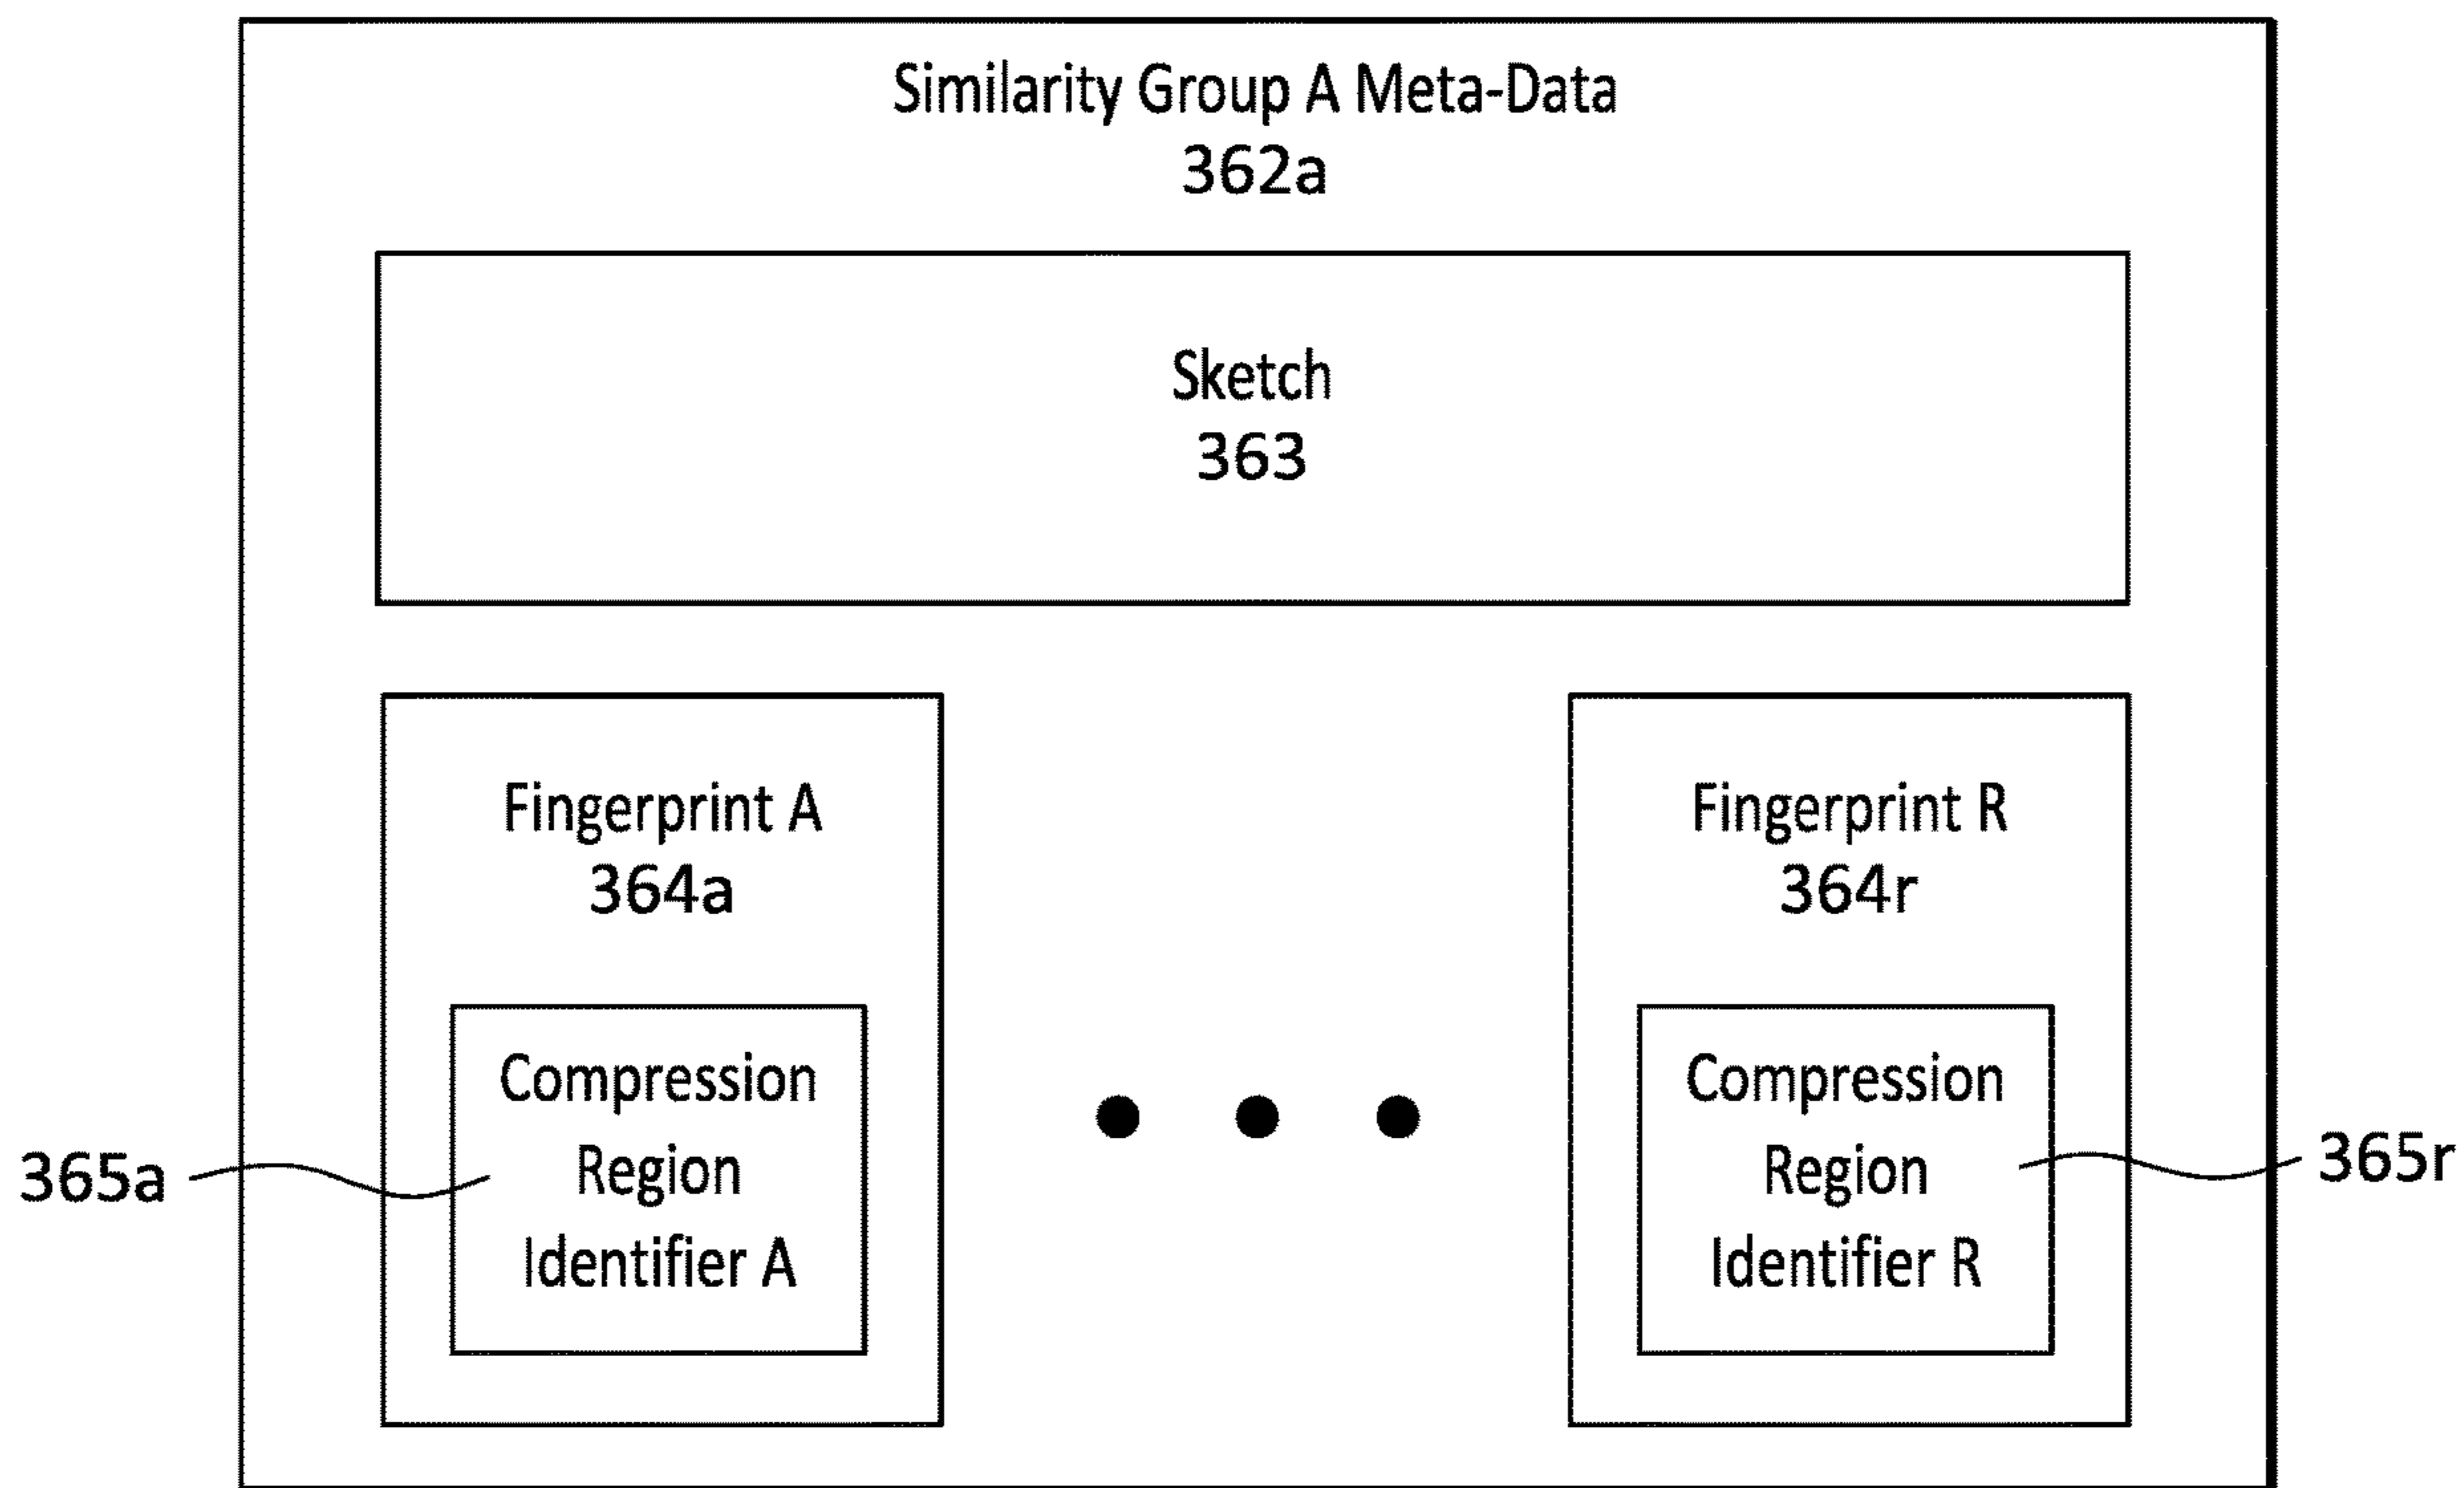 Similarity Group A Meta-Data
362a
Sketch
363
Fingerprint A
364a
Compression
Region
Identifier A
365a
Fingerprint R
364r
Compression
Region
Identifier R
365r